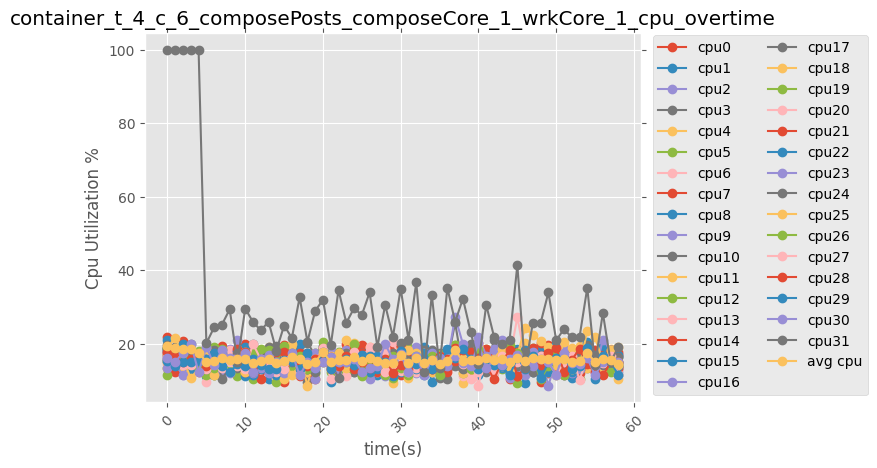 container_t_4_c_6_composePosts_composeCore_1_wrkCore_1_cpu_overtime
100
80
60
40
20
Cpu Utilization %
0
10
20
30
40
50
60
time(s)
cpu0
cpu1
cpu2
cpu3
cpu4
cpu5
cpu6
cpu7
cpu8
cpu9
cpu10
cpu11
cpu12
cpu13
cpu14
cpu15
cpu16
cpu17
cpu18
cpu19
cpu20
cpu21
cpu22
cpu23
cpu24
cpu25
cpu26
cpu27
cpu28
cpu29
cpu30
cpu31
avg cpu